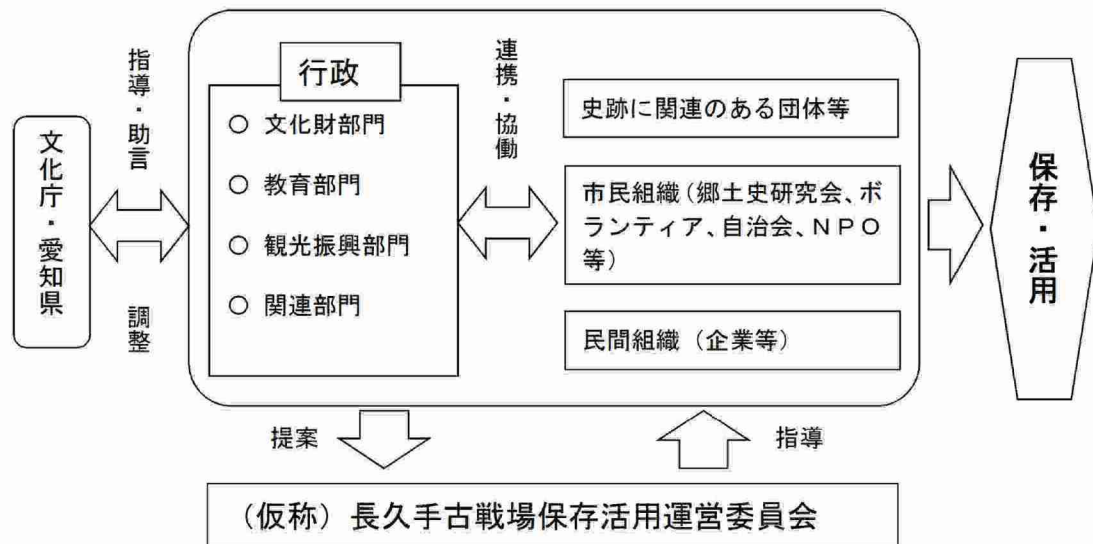 文化庁・愛知県
指導・助言
調整
行政
○ 文化財部門
○ 教育部門
○ 観光振興部門
○ 関連部門
連携・協働
史跡に関連のある団体等
市民組織（郷土史研究会、ボ
ランティア、自治会、ＮＰＯ
等）
民間組織（企業等）
保存・活用
提案
指導
（仮称）長久手古戦場保存活用運営委員会